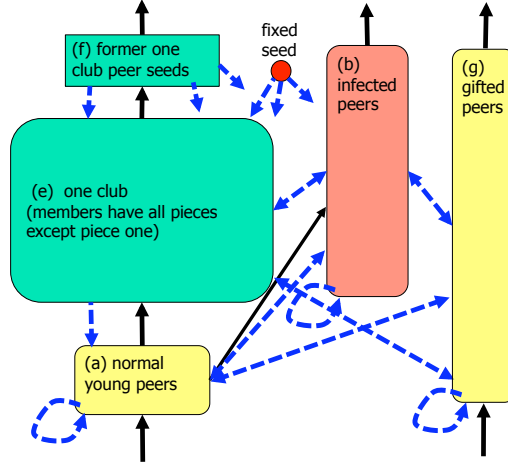 (f) former one
club peer seeds
fixed
seed
(b)
infected
peers
(g)
gifted
peers
(e) one club
(members have all pieces
except piece one)
(a) normal
young peers